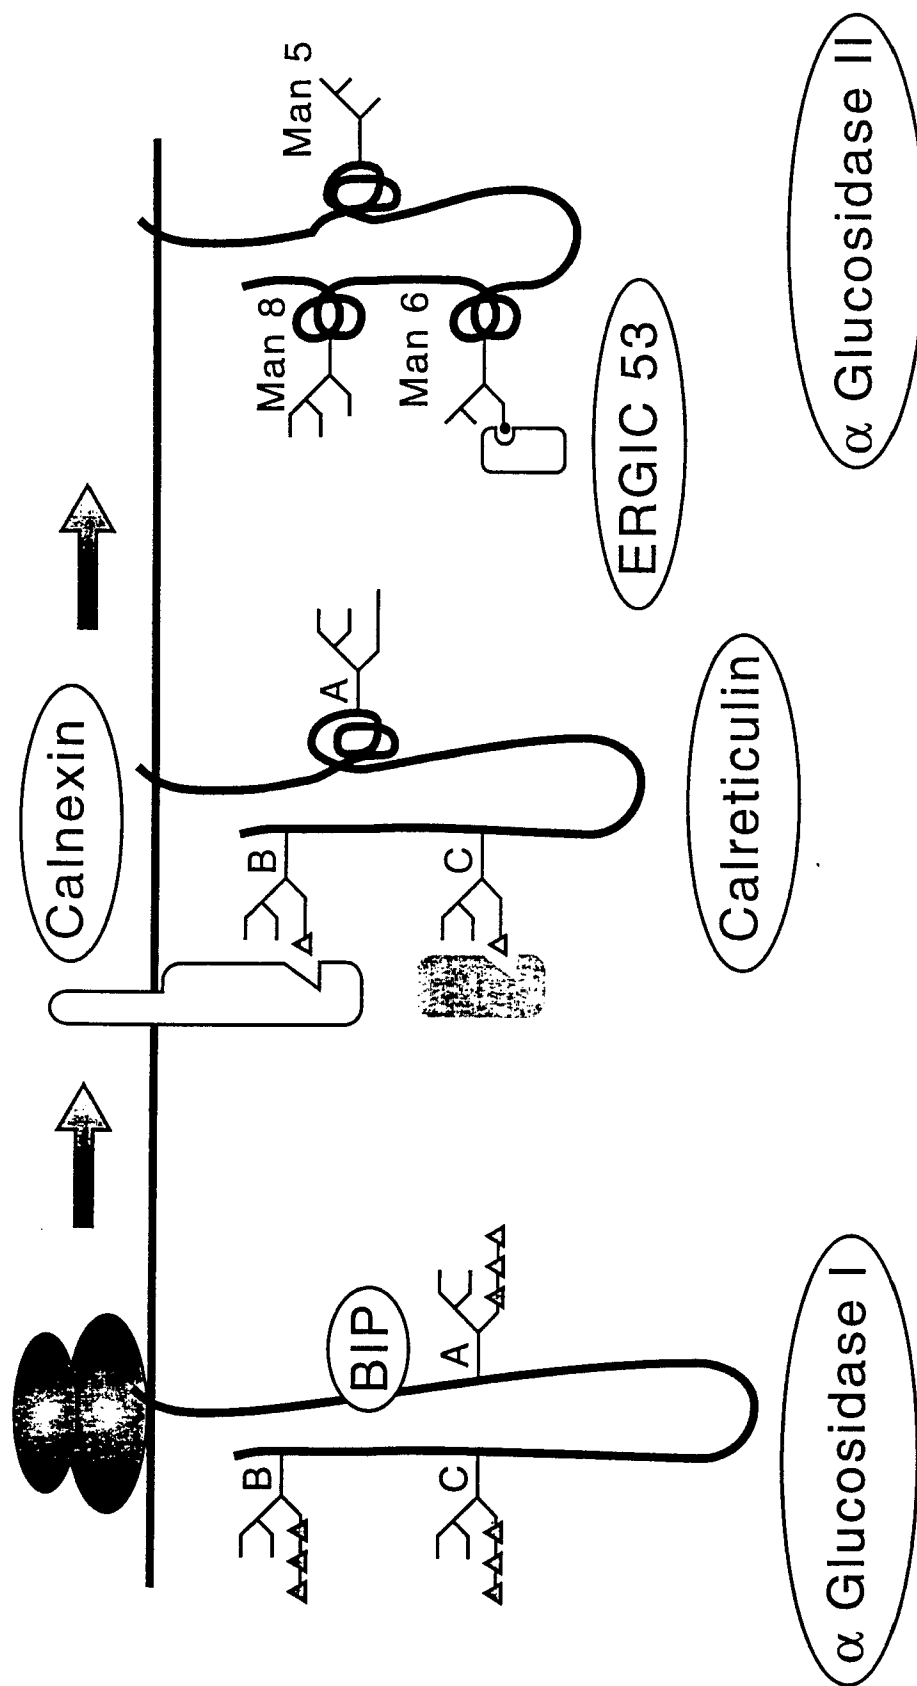 Calnexin
B
BIP
A
C
α Glucosidase I
B
A
C
Calreticulin
Man 8
Man 5
Man 6
ERGIC 53
α Glucosidase II